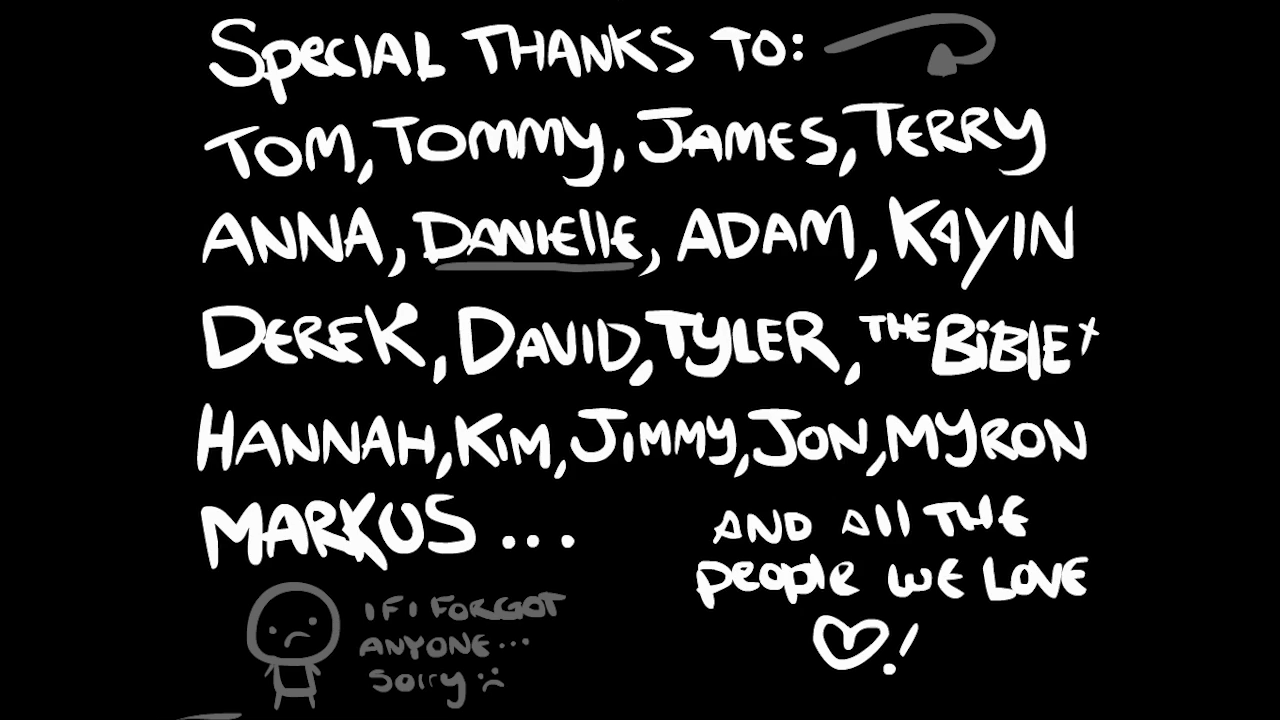 SPECIAL THANKS TO:
TOM, TOMMY, JAMES, TERRY
ANNA, DANIELLE, ADAM, KAYIN
DEREK, DAVID, TYLER, THE BIBLE
HANNAH, KIM, JIMMY, JON, MYRON
MARKUS...
AND ALL THE
PEOPLE WE LOVE
♡!
IF I FORGOT
ANYONE...
SORRY :(